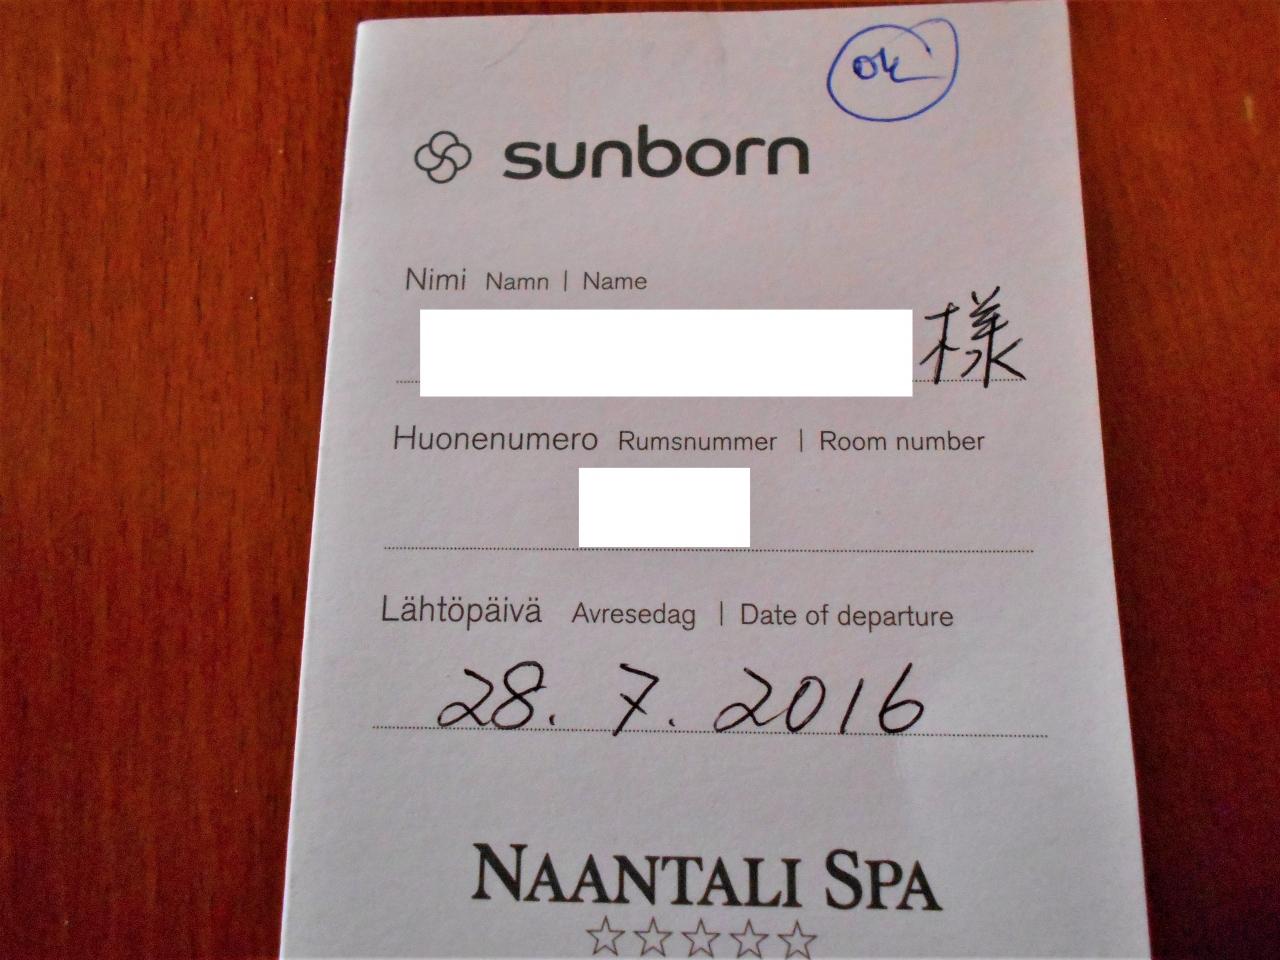 ok
sunborn
Nimi Namn | Name
様
Huonenumero Rumsnummer | Room number
Lähtöpäivä Avresedag | Date of departure
28. 7. 2016
NAANTALI SPA